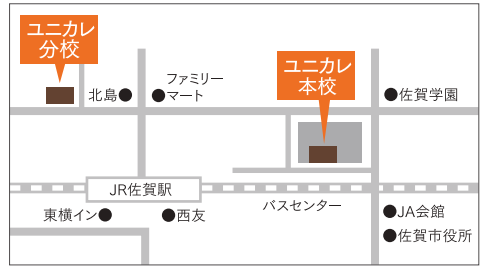 ユニカレ
分校
ユニカレ
本校
北島
ファミリー
マート
佐賀学園
JR佐賀駅
バスセンター
東横イン
西友
JA会館
佐賀市役所